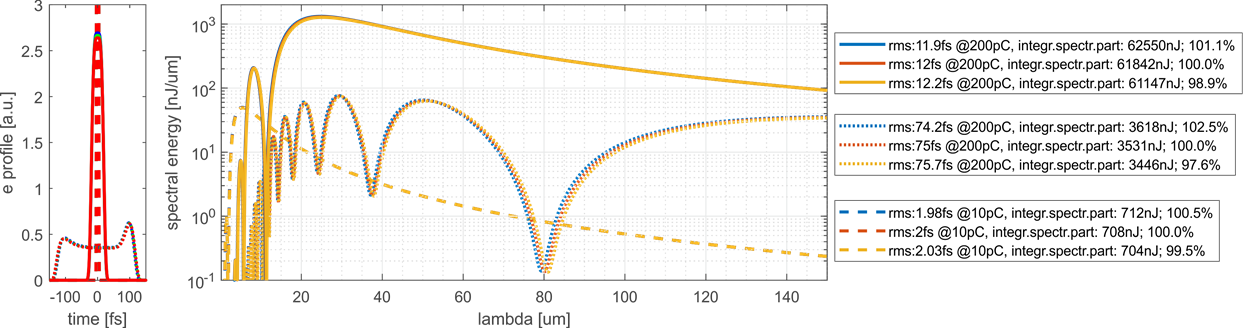 3
2.5
2
1.5
1
0.5
0
-100
0
100
time [fs]
e profile [a.u.]
10³
10²
10¹
10⁰
10⁻¹
20
40
60
80
100
120
140
lambda [um]
spectral energy [nJ/um]
rms:11.9fs @200pC, integr.spectr.part: 62550nJ; 101.1%
rms:12fs @200pC, integr.spectr.part: 61842nJ; 100.0%
rms:12.2fs @200pC, integr.spectr.part: 61147nJ; 98.9%
rms:74.2fs @200pC, integr.spectr.part: 3618nJ; 102.5%
rms:75fs @200pC, integr.spectr.part: 3531nJ; 100.0%
rms:75.7fs @200pC, integr.spectr.part: 3446nJ; 97.6%
rms:1.98fs @10pC, integr.spectr.part: 712nJ; 100.5%
rms:2fs @10pC, integr.spectr.part: 708nJ; 100.0%
rms:2.03fs @10pC, integr.spectr.part: 704nJ; 99.5%